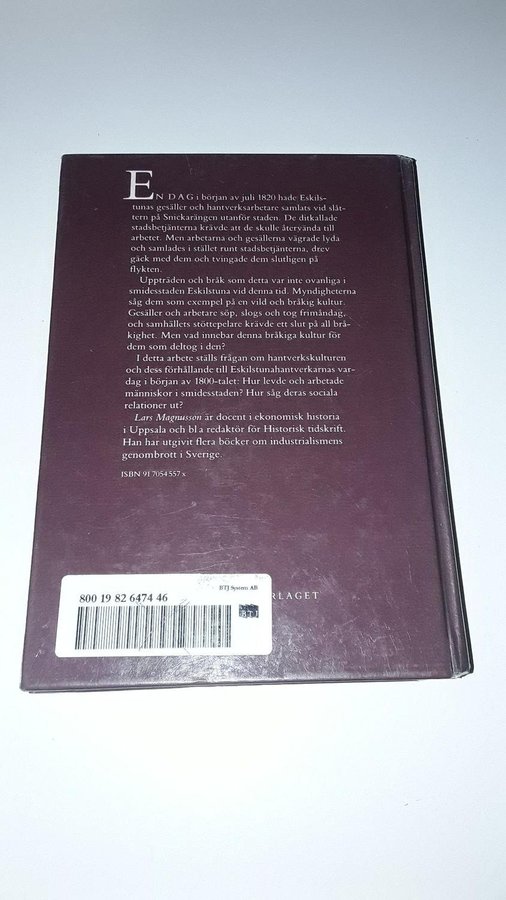 EN DAG i början av juli 1820 hade Eskils-
tunas gesäller och hantverksarbetare samlats vid slåt-
tern på Snickarängen utanför staden. De ditkallade
stadsbetjänterna krävde att de skulle återvända till
arbetet. Men arbetarna och gesällerna vägrade lyda
och samlades i stället runt stadsbetjänterna, drev
gäck med dem och tvingade dem slutligen på
flykten.
Uppträden och bråk som detta var inte ovanliga i
smidesstaden Eskilstuna vid denna tid. Myndigheterna
såg dem som exempel på en vild och bråkig kultur.
Gesäller och arbetare söp, slogs och tog frimåndag,
och samhällets stöttepelare krävde ett slut på all brå-
kighet. Men vad innebar denna bråkiga kultur för
dem som deltog i den?
I detta arbete ställs frågan om hantverkskulturen
och dess förhållande till Eskilstunahantverkarnas var-
dag i början av 1800-talet: Hur levde och arbetade
människor i smidesstaden? Hur såg deras sociala
relationer ut?
Lars Magnusson är docent i ekonomisk historia
i Uppsala och bl a redaktör för Historisk tidskrift.
Han har utgivit flera böcker om industrialismens
genombrott i Sverige.
ISBN 91 7054 557 x
BTJ System AB
800 19 82 6474 46
BTJ
RLAGET